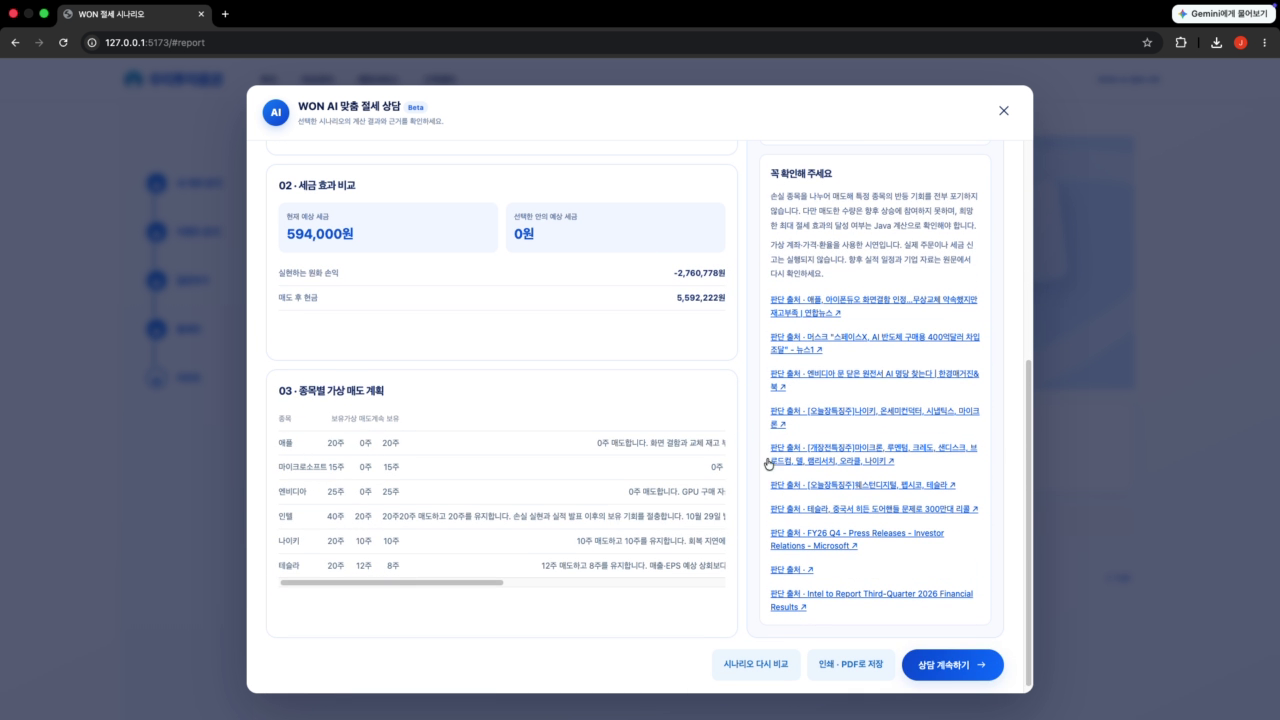 WON 절세 시나리오
Gemini에게 물어보기
127.0.0.1:5173/#report
J
AI
WON AI 맞춤 절세 상담 Beta
선택한 시나리오의 계산 결과와 근거를 확인하세요.
02 · 세금 효과 비교
현재 예상 세금
594,000원
선택한 안의 예상 세금
0원
실현하는 원화 손익 -2,760,778원
매도 후 현금 5,592,222원
03 · 종목별 가상 매도 계획
종목 보유 가상 매도 계속 보유
애플 20주 0주 20주 0주 매도합니다. 화면 결함과 교체 재고 부
마이크로소프트 15주 0주 15주 0주
엔비디아 25주 0주 25주 0주 매도합니다. GPU 구매 자
인텔 40주 20주 20주 20주 매도하고 20주를 유지합니다. 손실 실현과 실적 발표 이후의 보유 기회를 절충합니다. 10월 29일
나이키 20주 10주 10주 10주 매도하고 10주를 유지합니다. 회복 지연에
테슬라 20주 12주 8주 12주 매도하고 8주를 유지합니다. 매출·EPS 예상 상회보다
꼭 확인해 주세요
손실 종목을 나누어 매도해 특정 종목의 반등 기회를 전부 포기하지
않습니다. 다만 매도한 수량은 향후 상승에 참여하지 못하며, 희망
한 최대 절세 효과의 달성 여부는 Java 계산으로 확인해야 합니다.
가상 계좌·가격·환율을 사용한 시연입니다. 실제 주문이나 세금 신
고는 실행되지 않습니다. 향후 실적 일정과 기업 자료는 원문에서
다시 확인하세요.
판단 출처 · 애플, 아이폰듀오 화면결함 인정…무상교체 약속했지만
재고부족 | 연합뉴스 ↗
판단 출처 · 머스크 "스페이스X, AI 반도체 구매용 400억달러 차입
조달" - 뉴스1 ↗
판단 출처 · 엔비디아 문 닫은 원전서 AI 명당 찾는다 | 한경매거진&
북 ↗
판단 출처 · [오늘장특징주]나이키, 온세미컨덕터, 시냅틱스, 마이크
론 ↗
판단 출처 · [개장전특징주]마이크론, 루멘텀, 크레도, 샌디스크, 브
로드컴, 델, 램리서치, 오라클, 나이키 ↗
판단 출처 · [오늘장특징주]웨스턴디지털, 펩시코, 테슬라 ↗
판단 출처 · 테슬라, 중국서 히든 도어핸들 문제로 300만대 리콜 ↗
판단 출처 · FY26 Q4 - Press Releases - Investor
Relations - Microsoft ↗
판단 출처 · ↗
판단 출처 · Intel to Report Third-Quarter 2026 Financial
Results ↗
시나리오 다시 비교
인쇄 · PDF로 저장
상담 계속하기 →